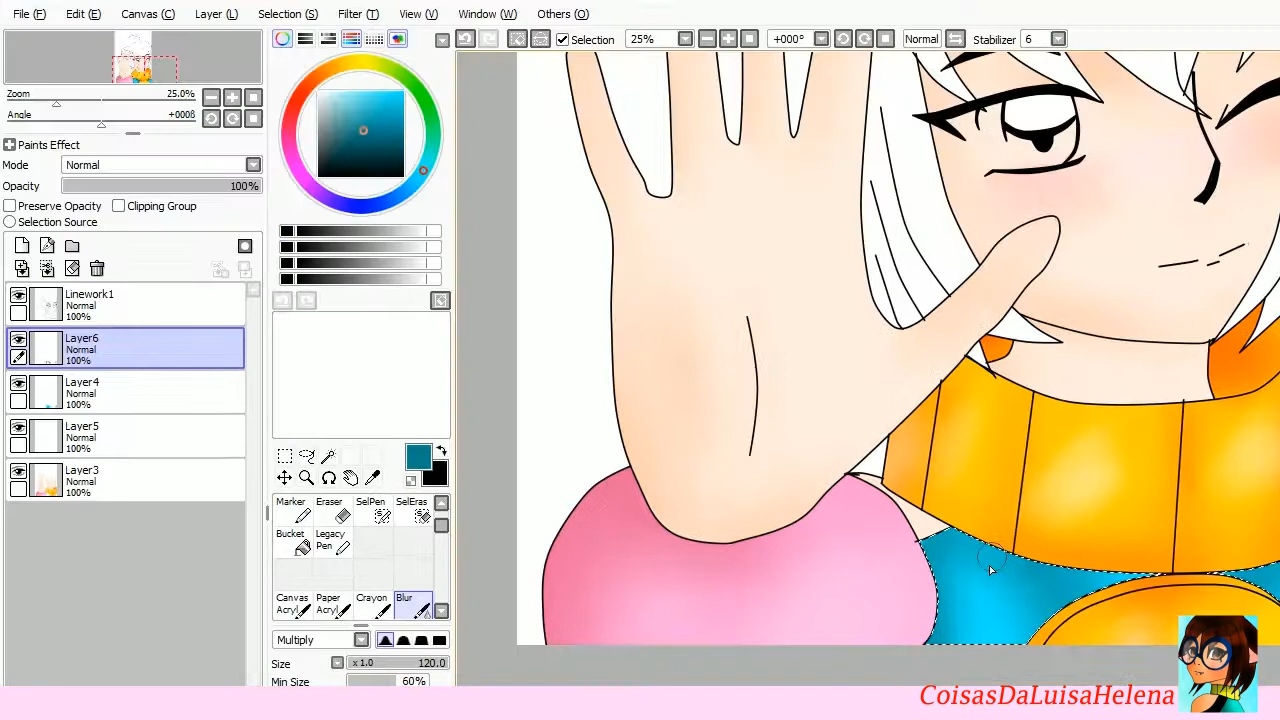 File (F) Edit (E) Canvas (C) Layer (L) Selection (S) Filter (T) View (V) Window (W) Others (O)
Selection 25% +000° Normal Stabilizer 6
Zoom 25.0%
Angle +000ß
Paints Effect
Mode Normal
Opacity 100%
Preserve Opacity Clipping Group
Selection Source
Linework1
Normal
100%
Layer6
Normal
100%
Layer4
Normal
100%
Layer5
Normal
100%
Layer3
Normal
100%
Marker Eraser SelPen SelEras
Bucket Legacy
Pen
Canvas Paper Crayon Blur
Acryl Acryl
Multiply
Size x 1.0 120.0
Min Size 60%
CoisasDaLuisaHelena